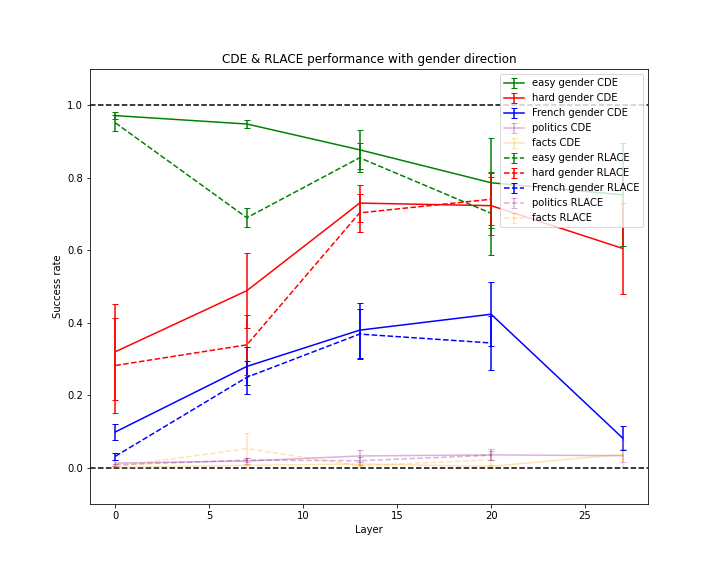 CDE & RLACE performance with gender direction
1.0
0.8
0.6
0.4
0.2
0.0
Success rate
0
5
10
15
20
25
Layer
easy gender CDE
hard gender CDE
French gender CDE
politics CDE
facts CDE
easy gender RLACE
hard gender RLACE
French gender RLACE
politics RLACE
facts RLACE